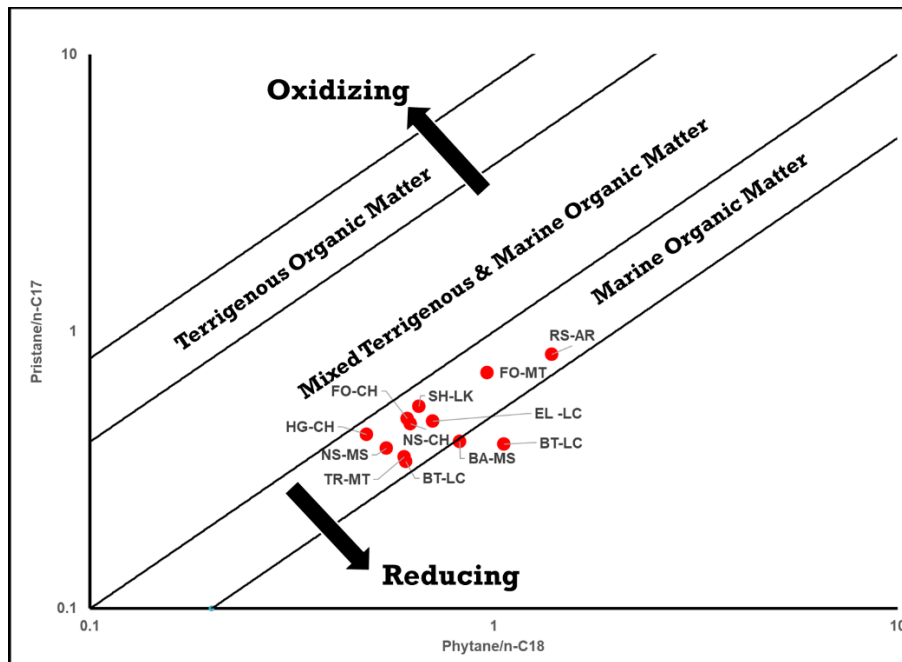 10
Oxidizing
Terrigenous Organic Matter
Mixed Terrigenous & Marine Organic Matter
Marine Organic Matter
Pristane/n-C17
1
RS-AR
FO-MT
FO-CH
SH-LK
EL -LC
HG-CH
NS-CH
NS-MS
BA-MS
BT-LC
TR-MT
BT-LC
Reducing
0.1
0.1
1
10
Phytane/n-C18